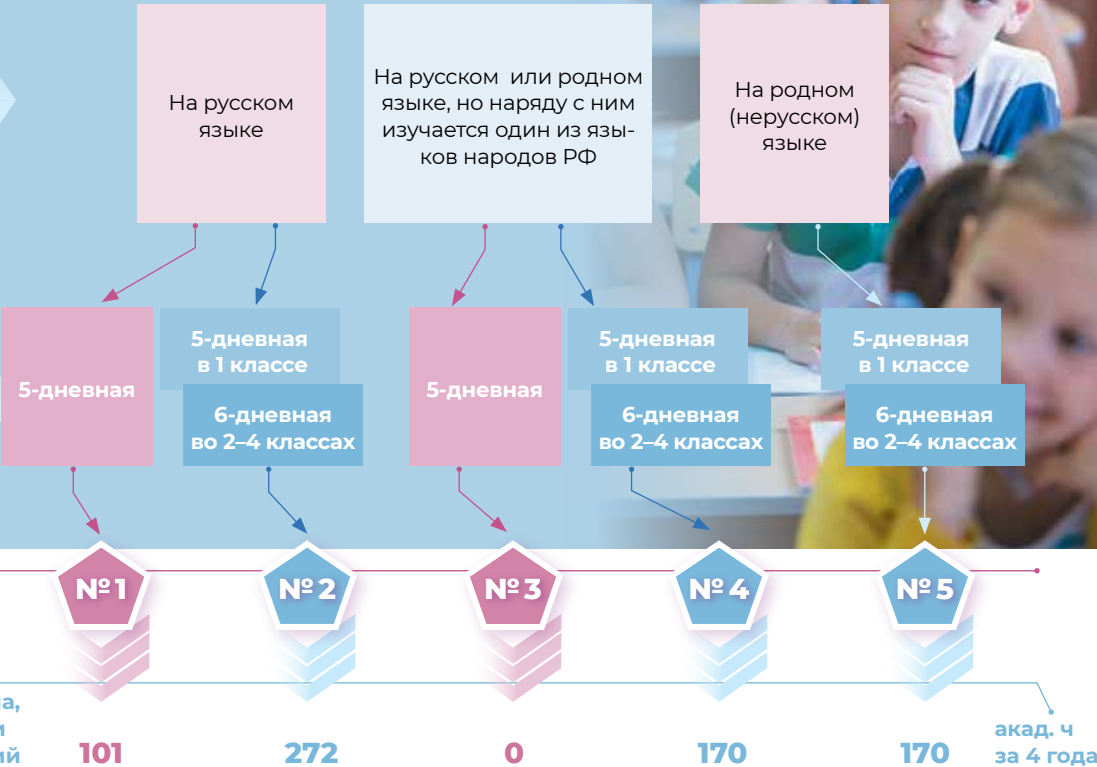 На русском
языке
На русском или родном
языке, но наряду с ним
изучается один из язы-
ков народов РФ
На родном
(нерусском)
языке
5-дневная
5-дневная
в 1 классе
6-дневная
во 2–4 классах
5-дневная
5-дневная
в 1 классе
6-дневная
во 2–4 классах
5-дневная
в 1 классе
6-дневная
во 2–4 классах
№ 1
№ 2
№ 3
№ 4
№ 5
101
272
0
170
170
акад. ч
за 4 года